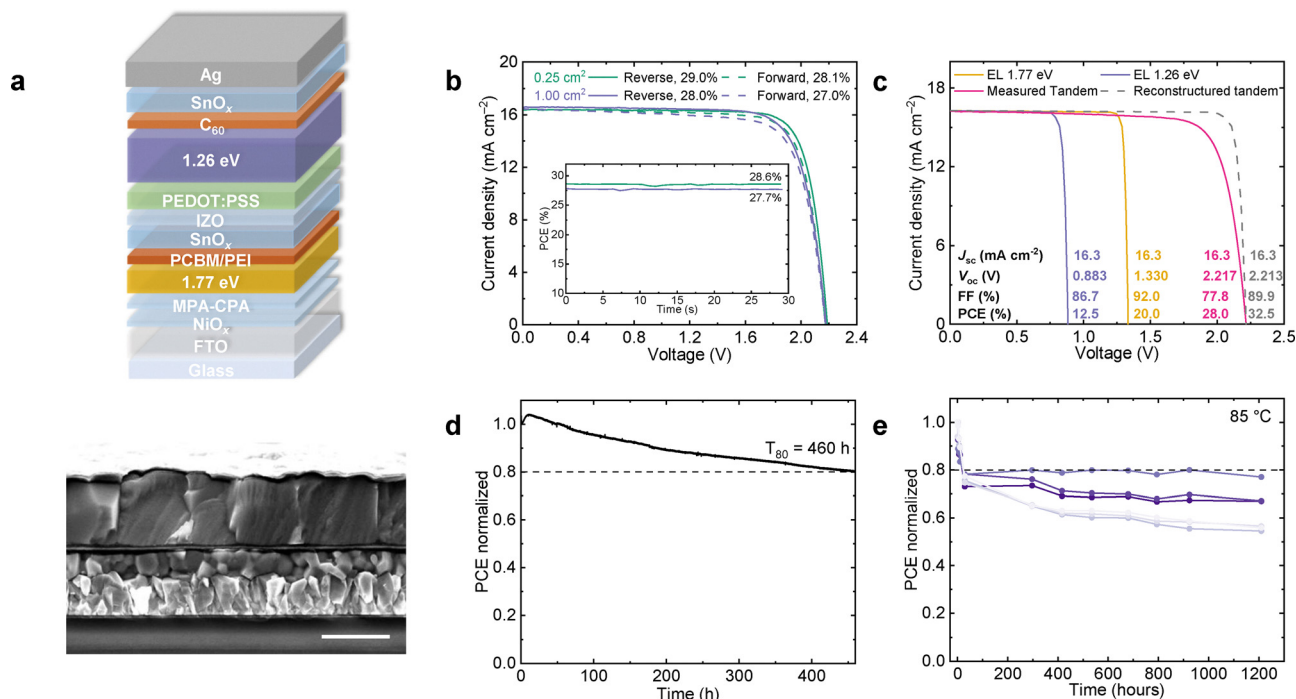 a
Ag
SnOₓ
C₆₀
1.26 eV
PEDOT:PSS
IZO
SnOₓ
PCBM/PEI
1.77 eV
MPA-CPA
NiOₓ
FTO
Glass
b
0.25 cm² Reverse, 29.0% Forward, 28.1%
1.00 cm² Reverse, 28.0% Forward, 27.0%
Current density (mA cm⁻²)
20
16
12
8
4
0
0.0 0.4 0.8 1.2 1.6 2.0 2.4
Voltage (V)
PCE (%)
30
25
20
15
10
28.6%
27.7%
0 5 10 15 20 25 30
Time (s)
c
EL 1.77 eV EL 1.26 eV
Measured Tandem Reconstructured tandem
Current density (mA cm⁻²)
18
15
12
9
6
3
0
Jsc (mA cm⁻²) 16.3 16.3 16.3 16.3
Voc (V) 0.883 1.330 2.217 2.213
FF (%) 86.7 92.0 77.8 89.9
PCE (%) 12.5 20.0 28.0 32.5
0.0 0.5 1.0 1.5 2.0 2.5
Voltage (V)
d
PCE normalized
1.0
0.8
0.6
0.4
0.2
0.0
T₈₀ = 460 h
0 100 200 300 400
Time (h)
e
85 °C
PCE normalized
1.0
0.8
0.6
0.4
0.2
0.0
0 200 400 600 800 1000 1200
Time (hours)